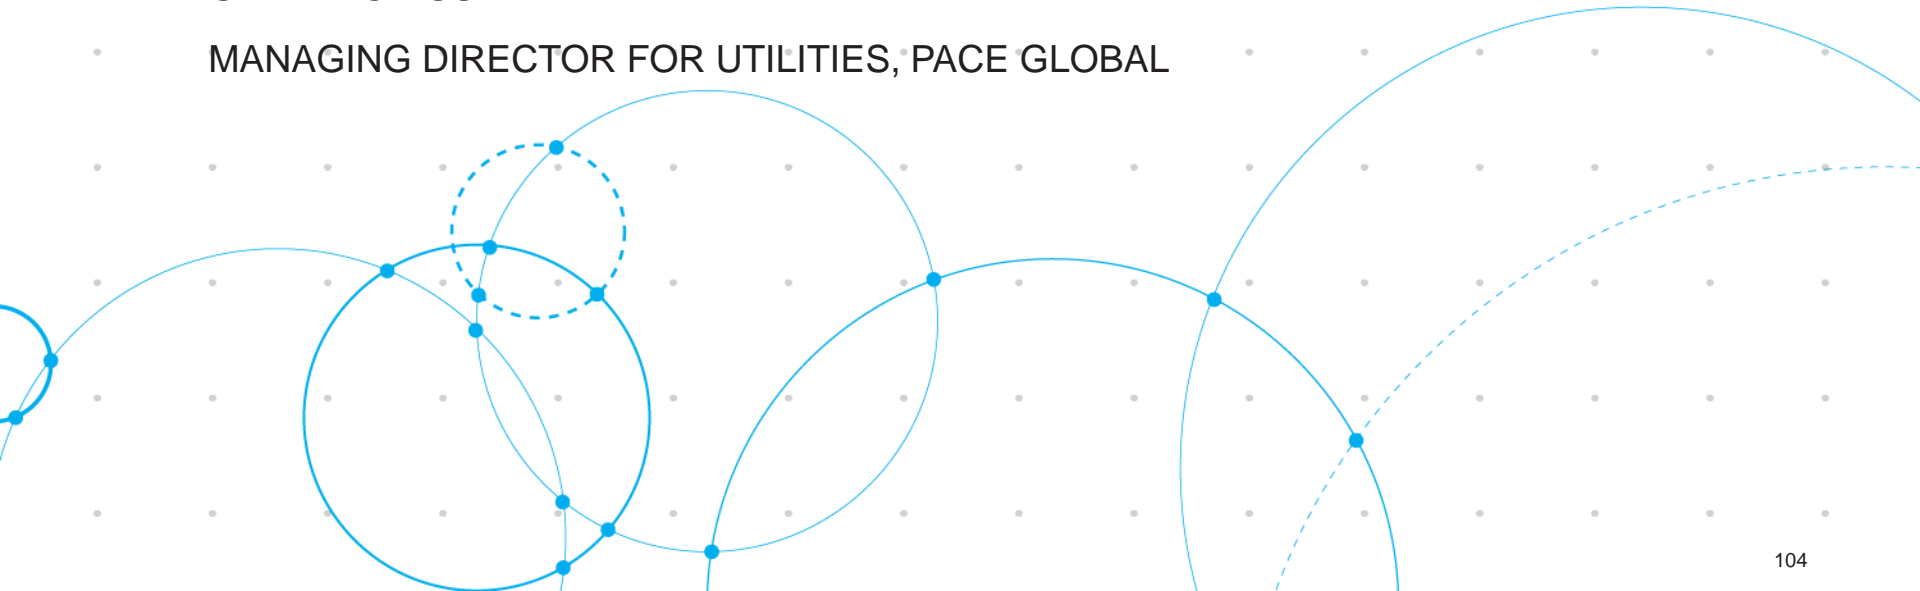 MANAGING DIRECTOR FOR UTILITIES, PACE GLOBAL
104